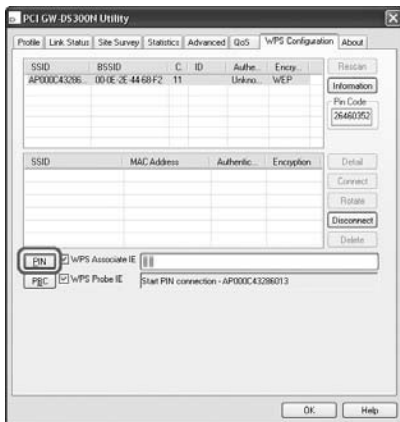 PCI GW-DS300N Utility
Profile Link Status Site Survey Statistics Advanced QoS WPS Configuration About
SSID BSSID C. ID Authe... Encry...
AP000C43286... 00-0E-2E-44-68-F2 11 Unkno... WEP
Rescan
Information
Pin Code
26460352
SSID MAC Address Authentic... Encryption
Detail
Connect
Rotate
Disconnect
Delete
PIN WPS Associate IE
PBC WPS Probe IE Start PIN connection - AP000C43286013
OK Help